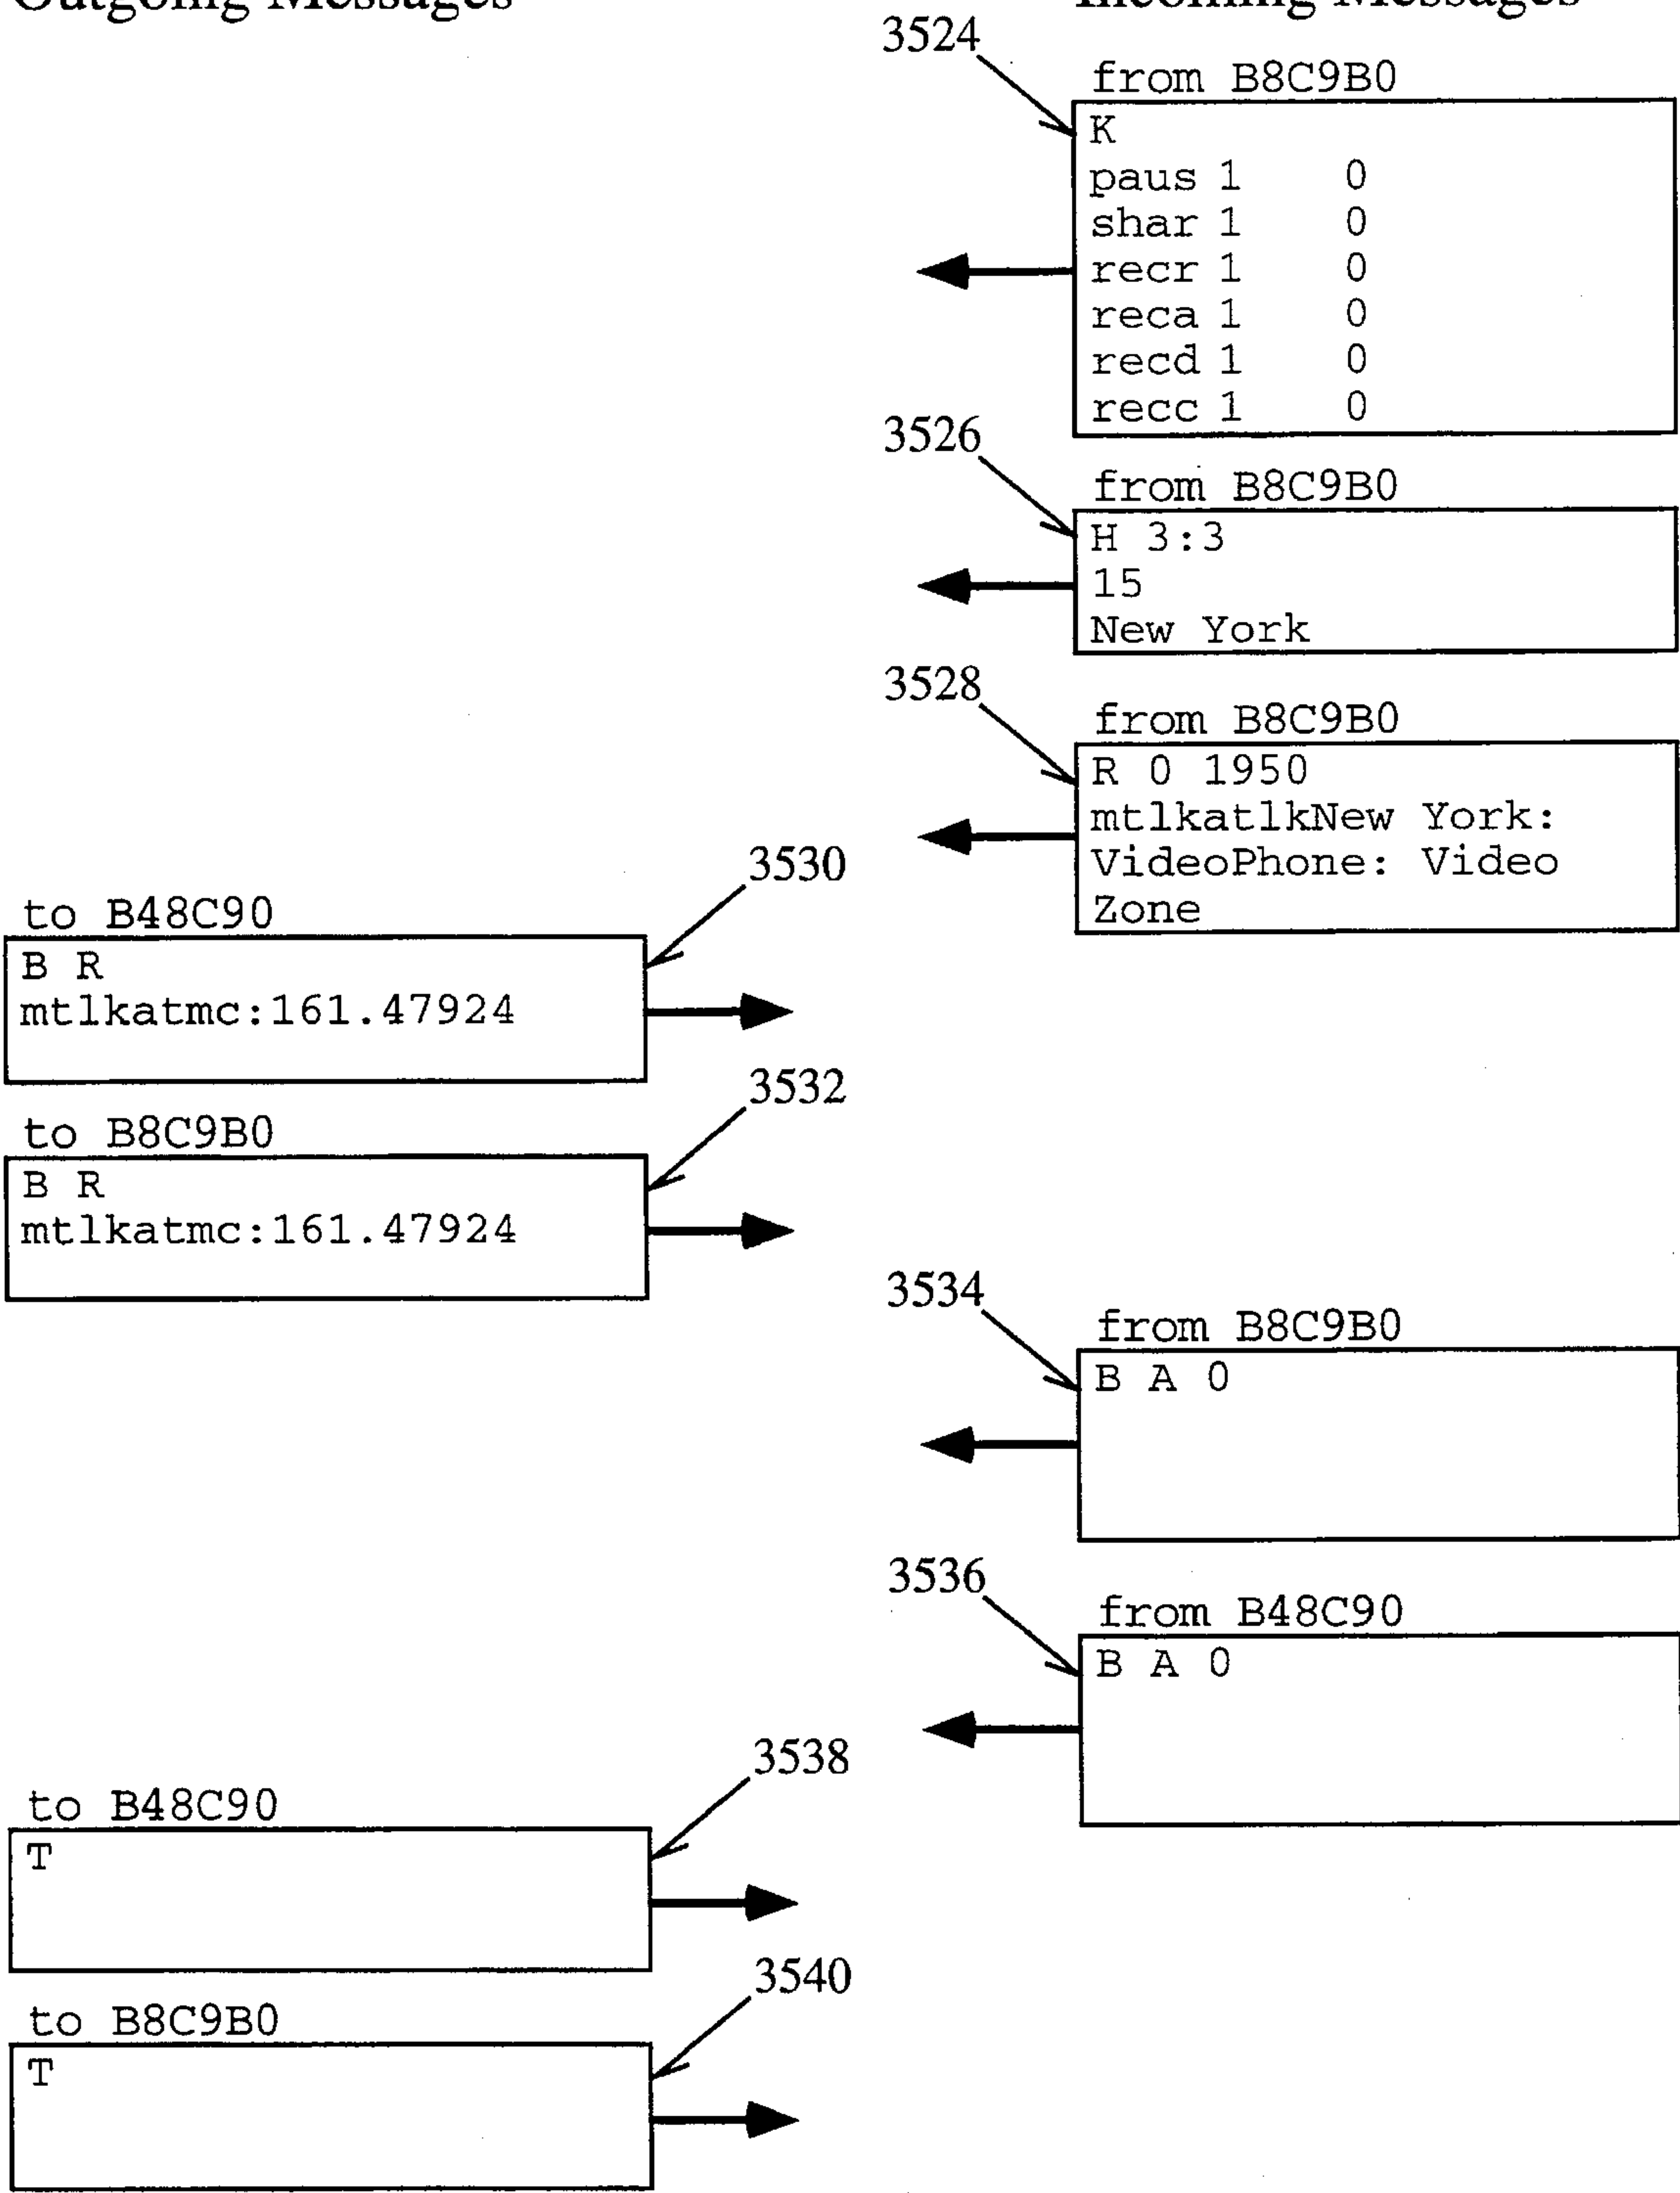 Outgoing Messages
Incoming Messages
3524
from B8C9B0
K
paus 1 0
shar 1 0
recr 1 0
reca 1 0
recd 1 0
recc 1 0
3526
from B8C9B0
H 3:3
15
New York
3528
from B8C9B0
R 0 1950
mtlkatlkNew York:
VideoPhone: Video
Zone
3530
to B48C90
B R
mtlkatmc:161.47924
3532
to B8C9B0
B R
mtlkatmc:161.47924
3534
from B8C9B0
B A 0
3536
from B48C90
B A 0
3538
to B48C90
T
3540
to B8C9B0
T